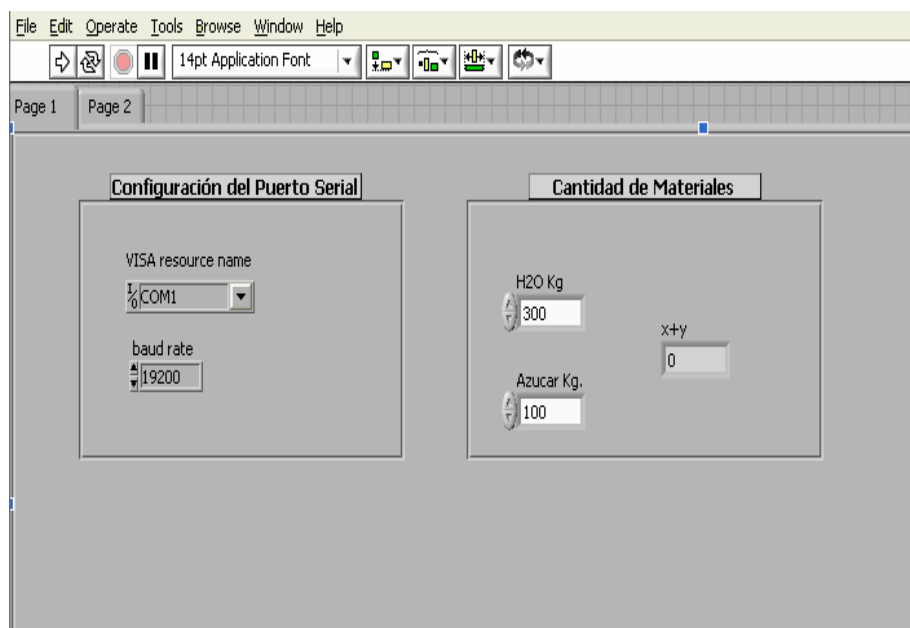 File Edit Operate Tools Browse Window Help
14pt Application Font
Page 1 Page 2
Configuración del Puerto Serial
VISA resource name
I/O COM1
baud rate
19200
Cantidad de Materiales
H2O Kg
300
x+y
0
Azucar Kg.
100